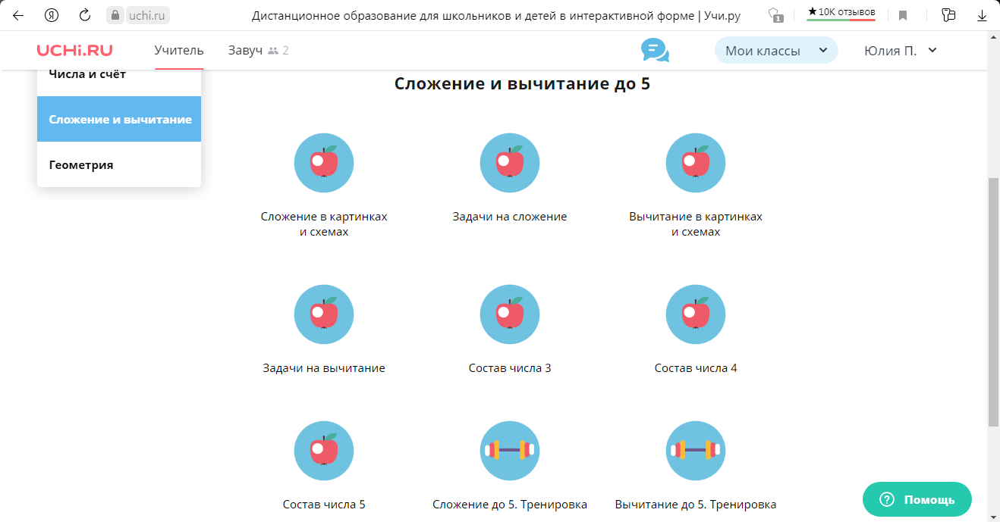 uchi.ru
Дистанционное образование для школьников и детей в интерактивной форме | Учи.ру
1
★10K отзывов
UCHi.RU
Учитель
Завуч 2
Мои классы
Юлия П.
Числа и счёт
Сложение и вычитание
Геометрия
Сложение и вычитание до 5
Сложение в картинках
и схемах
Задачи на сложение
Вычитание в картинках
и схемах
Задачи на вычитание
Состав числа 3
Состав числа 4
Состав числа 5
Сложение до 5. Тренировка
Вычитание до 5. Тренировка
? Помощь